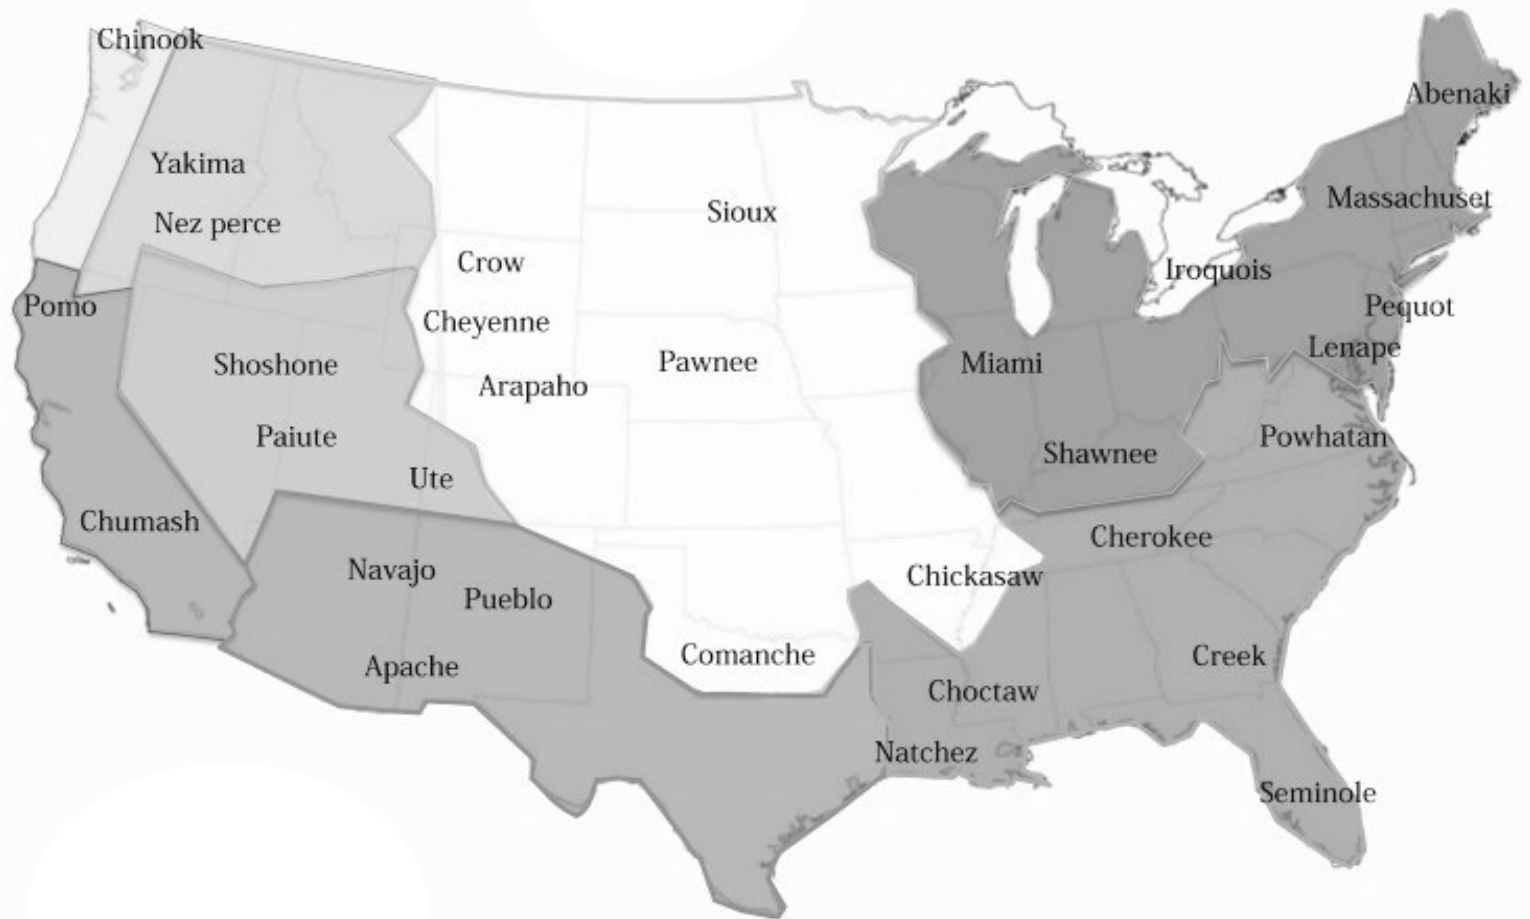 Chinook
Abenaki
Yakima
Massachuset
Sioux
Nez perce
Crow
Iroquois
Pomo
Pequot
Cheyenne
Lenape
Shoshone
Pawnee
Miami
Arapaho
Paiute
Powhatan
Shawnee
Ute
Chumash
Cherokee
Navajo
Chickasaw
Pueblo
Comanche
Creek
Apache
Choctaw
Natchez
Seminole